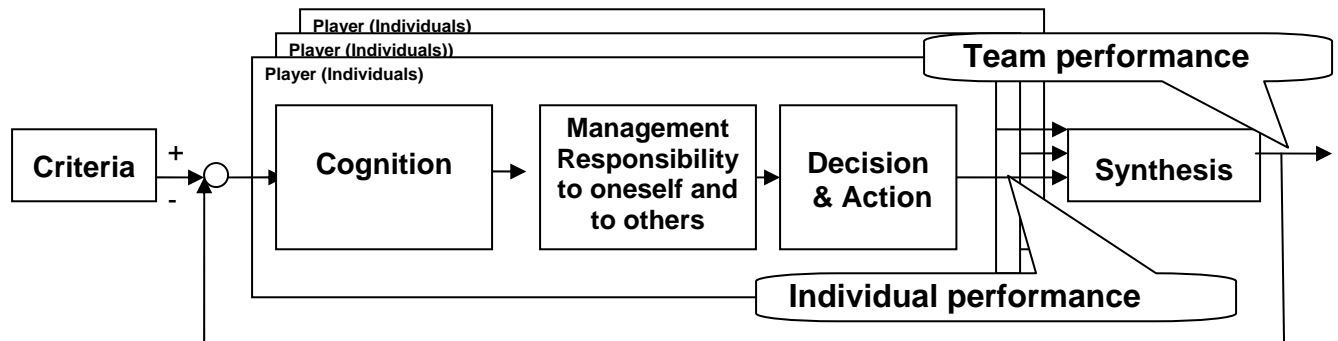 Player (Individuals)
Player (Individuals))
Player (Individuals)
Team performance
Criteria
+
-
Cognition
Management
Responsibility
to oneself and
to others
Decision
& Action
Synthesis
Individual performance